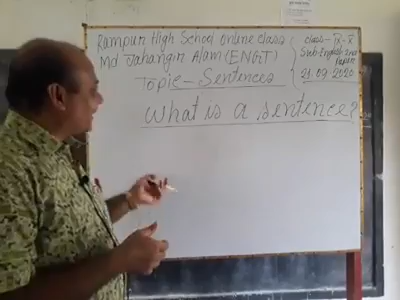 Rampur High School online class
Md Jahangir Alam (ENGT)
Topic - Sentences
class - IX - X
Sub-English 2nd
Paper
21.09.2020
What is a sentence?